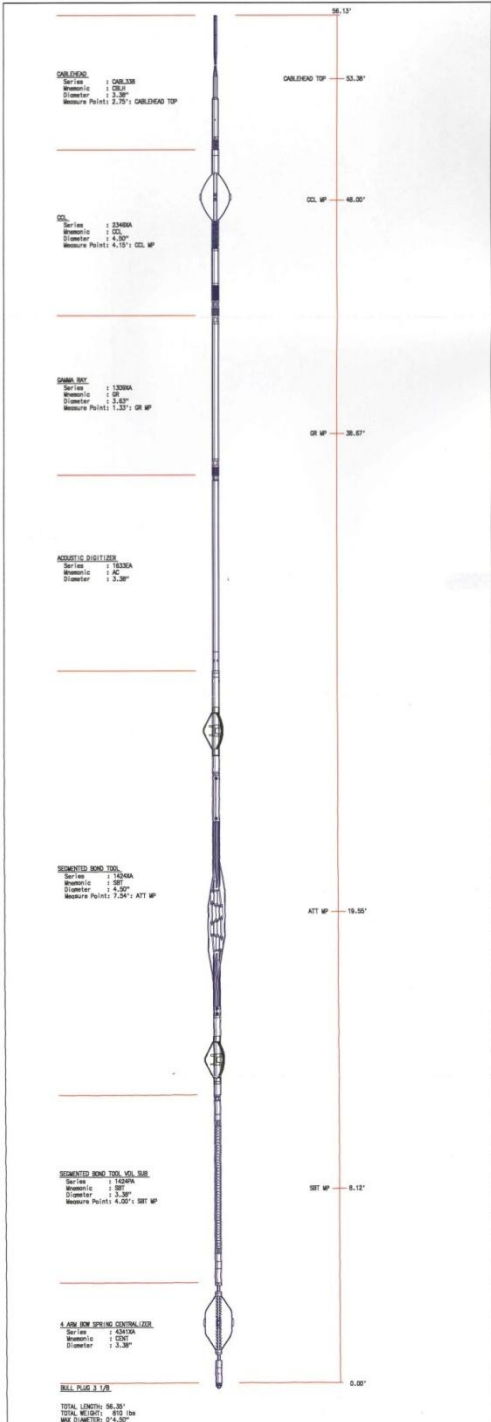 56.13'
CABLEHEAD
Series : CABL338
Mnemonic : CBLH
Diameter : 3.38"
Measure Point: 2.75': CABLEHEAD TOP
CABLEHEAD TOP 53.38'
CCL MP 48.00'
CCL
Series : 2346XA
Mnemonic : CCL
Diameter : 4.50"
Measure Point: 4.15': CCL MP
GAMMA RAY
Series : 1309XA
Mnemonic : GR
Diameter : 3.63"
Measure Point: 1.33': GR MP
GR MP 38.67'
ACOUSTIC DIGITIZER
Series : 1633EA
Mnemonic : AC
Diameter : 3.38"
SEGMENTED BOND TOOL
Series : 1424XA
Mnemonic : SBT
Diameter : 4.50"
Measure Point: 7.54': ATT MP
ATT MP 19.55'
SEGMENTED BOND TOOL VDL SUB
Series : 1424PA
Mnemonic : SBT
Diameter : 3.38"
Measure Point: 4.00': SBT MP
SBT MP 8.12'
4 ARM BOW SPRING CENTRALIZER
Series : 4341XA
Mnemonic : CENT
Diameter : 3.38"
0.00'
BULL PLUG 3 1/8
TOTAL LENGTH: 56.35'
TOTAL WEIGHT: 610 lbs
MAX DIAMETER: 0'4.50"